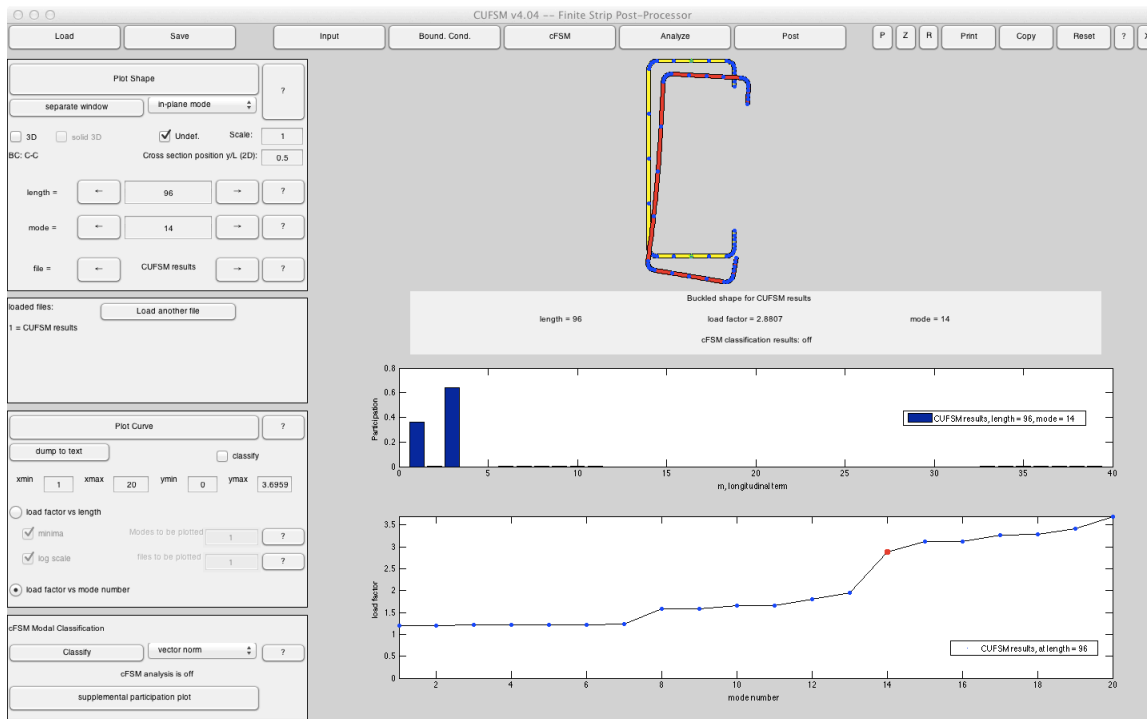 CUFSM v4.04 -- Finite Strip Post-Processor
Load Save Input Bound. Cond. cFSM Analyze Post P Z R Print Copy Reset ? X
Plot Shape
?
separate window in-plane mode
3D solid 3D Undef. Scale: 1
BC: C-C Cross section position y/L (2D): 0.5
length = ← 96 → ?
mode = ← 14 → ?
file = ← CUFSM results → ?
loaded files: Load another file
1 = CUFSM results
Plot Curve ?
dump to text classify
xmin 1 xmax 20 ymin 0 ymax 3.6959
load factor vs length
minima Modes to be plotted 1 ?
log scale files to be plotted 1 ?
load factor vs mode number
cFSM Modal Classification
Classify vector norm ?
cFSM analysis is off
supplemental participation plot
Buckled shape for CUFSM results
length = 96 load factor = 2.8807 mode = 14
cFSM classification results: off
0.8
0.6
0.4
0.2
0
Participation
CUFSM results, length = 96, mode = 14
0 5 10 15 20 25 30 35 40
m, longitudinal term
3.5
3
2.5
2
1.5
1
0.5
0
load factor
CUFSM results, at length = 96
2 4 6 8 10 12 14 16 18 20
mode number